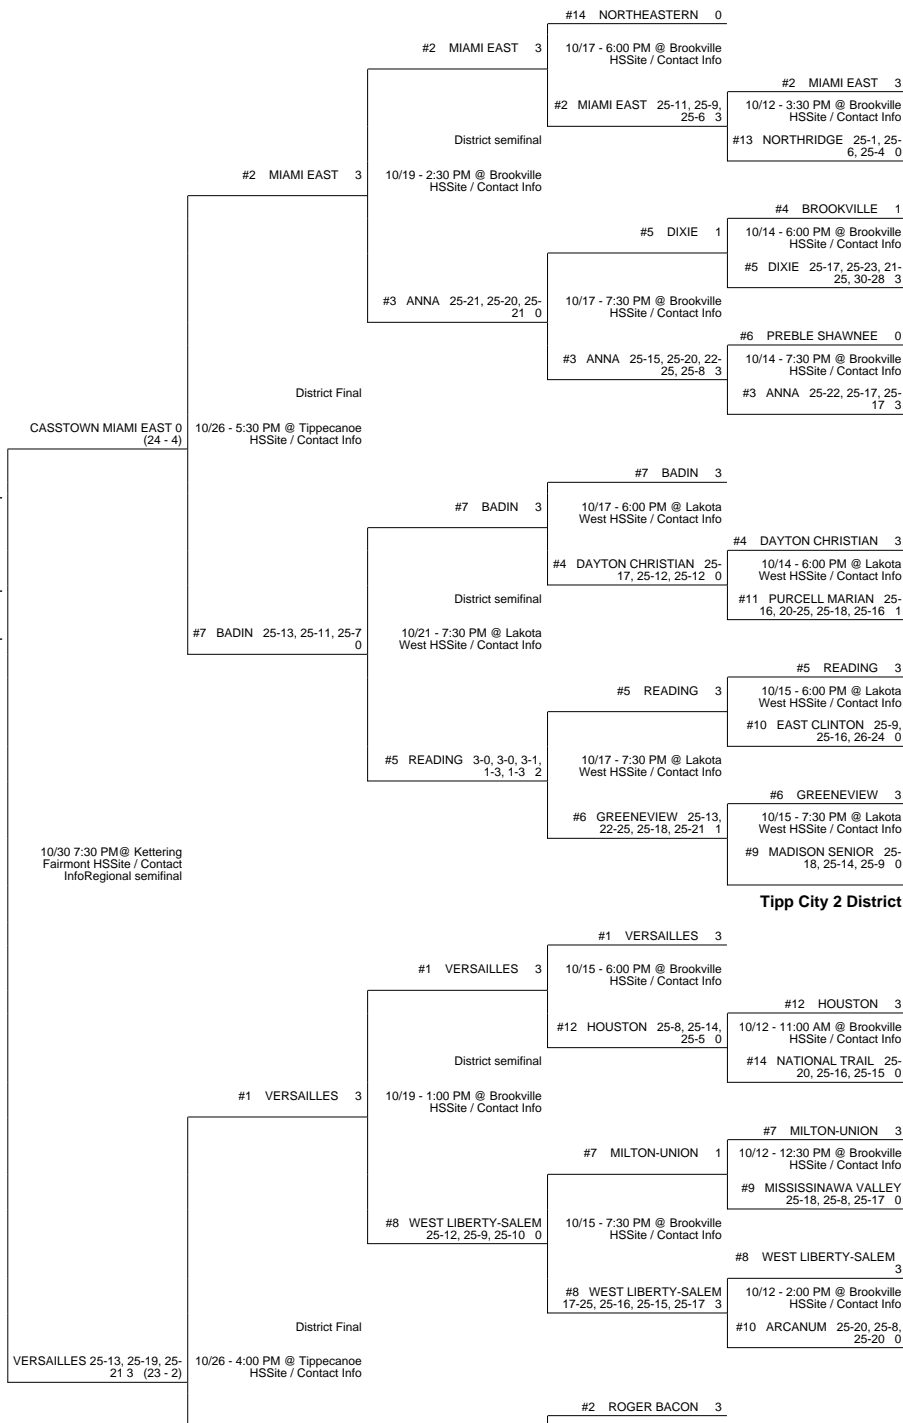 #14 NORTHEASTERN 0
#2 MIAMI EAST 3
10/17 - 6:00 PM @ Brookville
HSSite / Contact Info
#2 MIAMI EAST 3
#2 MIAMI EAST 25-11, 25-9,
25-6 3
10/12 - 3:30 PM @ Brookville
HSSite / Contact Info
District semifinal
#13 NORTHRIDGE 25-1, 25-
6, 25-4 0
#2 MIAMI EAST 3
10/19 - 2:30 PM @ Brookville
HSSite / Contact Info
#4 BROOKVILLE 1
#5 DIXIE 1
10/14 - 6:00 PM @ Brookville
HSSite / Contact Info
#5 DIXIE 25-17, 25-23, 21-
25, 30-28 3
#3 ANNA 25-21, 25-20, 25-
21 0
10/17 - 7:30 PM @ Brookville
HSSite / Contact Info
#6 PREBLE SHAWNEE 0
#3 ANNA 25-15, 25-20, 22-
25, 25-8 3
10/14 - 7:30 PM @ Brookville
HSSite / Contact Info
District Final
#3 ANNA 25-22, 25-17, 25-
17 3
CASSTOWN MIAMI EAST 0
(24 - 4)
10/26 - 5:30 PM @ Tippecanoe
HSSite / Contact Info
#7 BADIN 3
#7 BADIN 3
10/17 - 6:00 PM @ Lakota
West HSSite / Contact Info
#4 DAYTON CHRISTIAN 3
#4 DAYTON CHRISTIAN 25-
17, 25-12, 25-12 0
10/14 - 6:00 PM @ Lakota
West HSSite / Contact Info
District semifinal
#11 PURCELL MARIAN 25-
16, 20-25, 25-18, 25-16 1
#7 BADIN 25-13, 25-11, 25-7
0
10/21 - 7:30 PM @ Lakota
West HSSite / Contact Info
#5 READING 3
#5 READING 3
10/15 - 6:00 PM @ Lakota
West HSSite / Contact Info
#10 EAST CLINTON 25-9,
25-16, 26-24 0
#5 READING 3-0, 3-0, 3-1,
1-3, 1-3 2
10/17 - 7:30 PM @ Lakota
West HSSite / Contact Info
#6 GREENEVIEW 3
#6 GREENEVIEW 25-13,
22-25, 25-18, 25-21 1
10/15 - 7:30 PM @ Lakota
West HSSite / Contact Info
#9 MADISON SENIOR 25-
18, 25-14, 25-9 0
10/30 7:30 PM@ Kettering
Fairmont HSSite / Contact
InfoRegional semifinal
Tipp City 2 District
#1 VERSAILLES 3
#1 VERSAILLES 3
10/15 - 6:00 PM @ Brookville
HSSite / Contact Info
#12 HOUSTON 3
#12 HOUSTON 25-8, 25-14,
25-5 0
10/12 - 11:00 AM @ Brookville
HSSite / Contact Info
District semifinal
#14 NATIONAL TRAIL 25-
20, 25-16, 25-15 0
#1 VERSAILLES 3
10/19 - 1:00 PM @ Brookville
HSSite / Contact Info
#7 MILTON-UNION 3
#7 MILTON-UNION 1
10/12 - 12:30 PM @ Brookville
HSSite / Contact Info
#9 MISSISSINAWA VALLEY
25-18, 25-8, 25-17 0
#8 WEST LIBERTY-SALEM
25-12, 25-9, 25-10 0
10/15 - 7:30 PM @ Brookville
HSSite / Contact Info
#8 WEST LIBERTY-SALEM
3
#8 WEST LIBERTY-SALEM
17-25, 25-16, 25-15, 25-17 3
10/12 - 2:00 PM @ Brookville
HSSite / Contact Info
District Final
#10 ARCANUM 25-20, 25-8,
25-20 0
VERSAILLES 25-13, 25-19, 25-
21 3 (23 - 2)
10/26 - 4:00 PM @ Tippecanoe
HSSite / Contact Info
#2 ROGER BACON 3